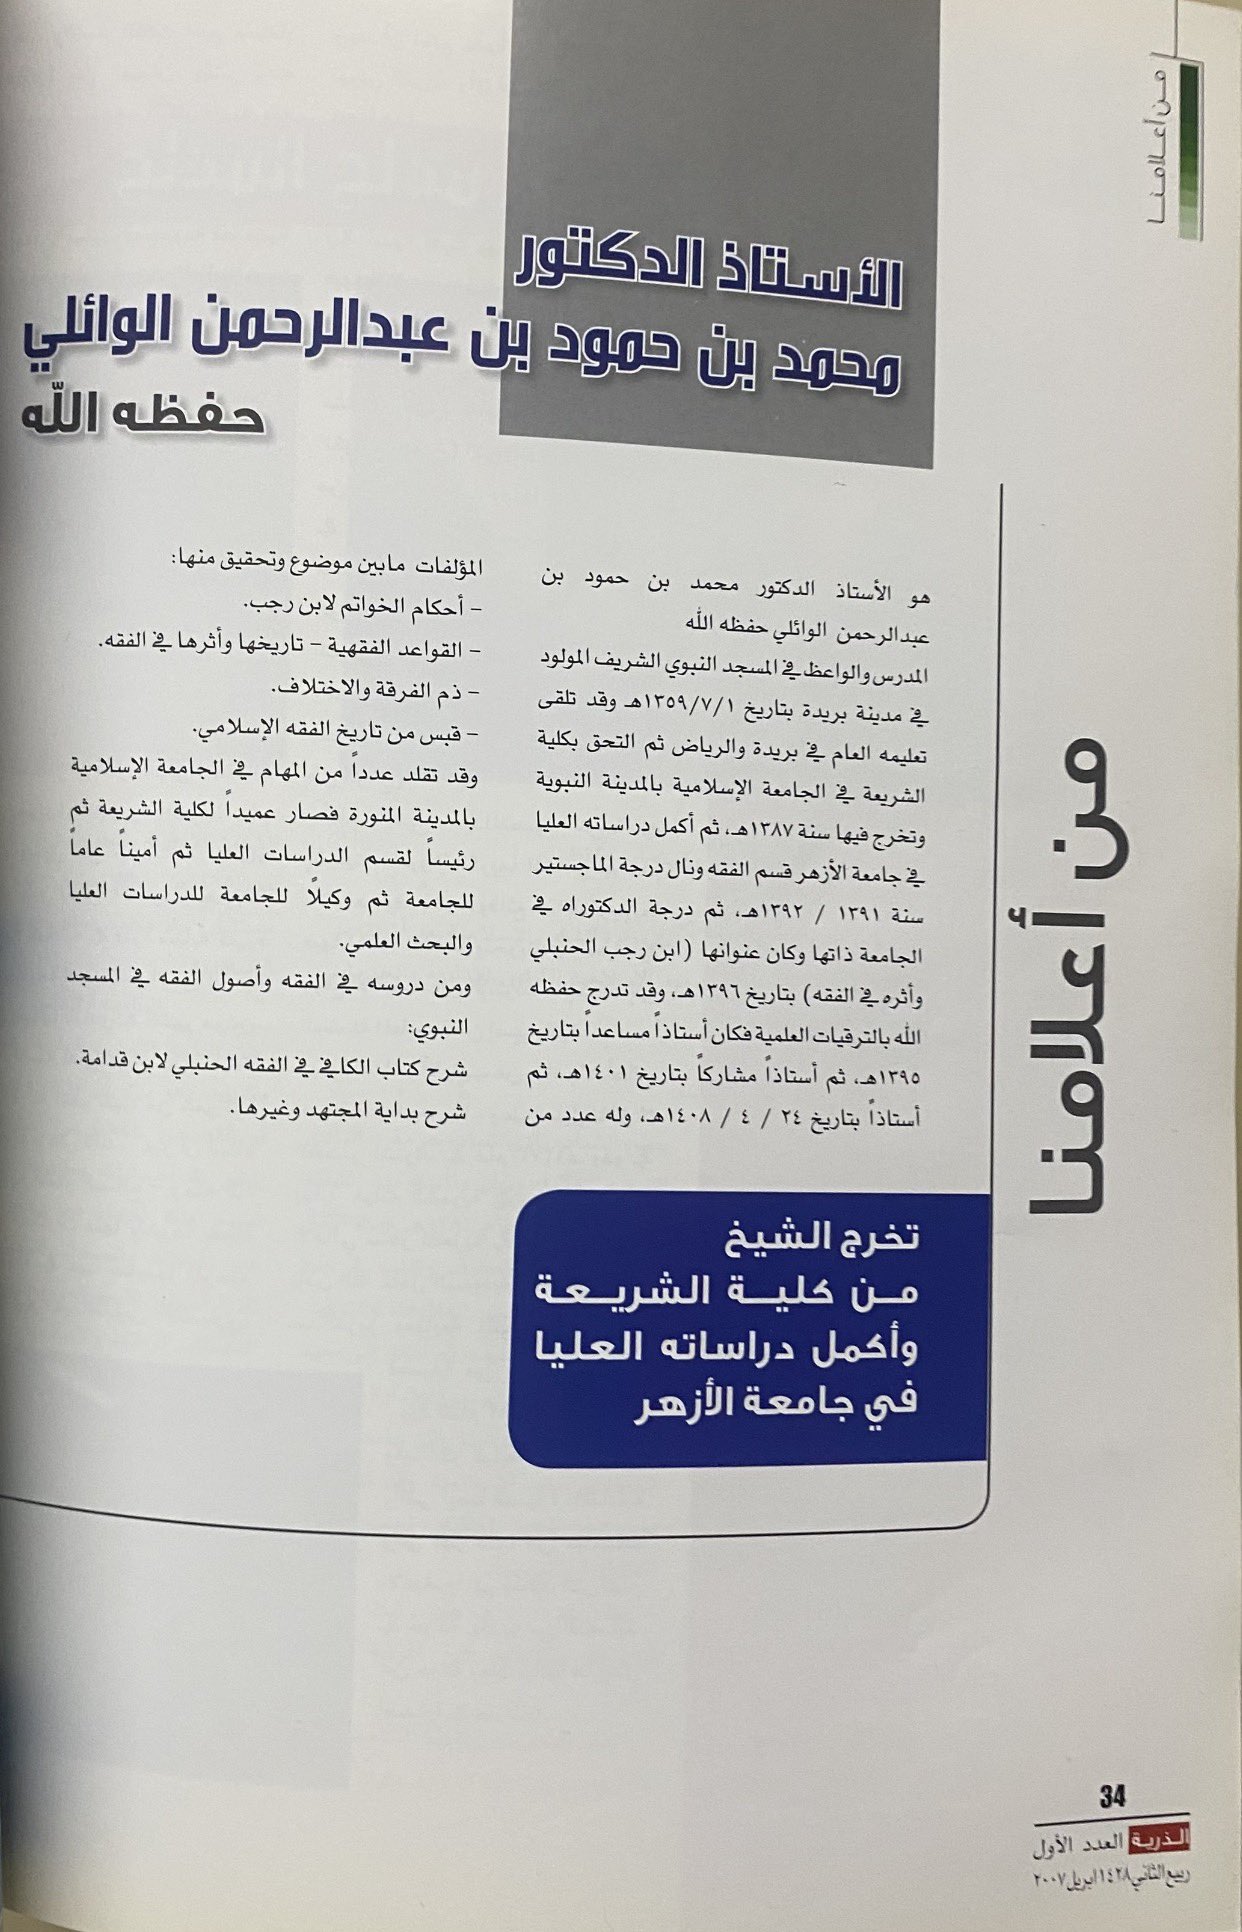 من أعلامنا
الأستاذ الدكتور
محمد بن حمود بن عبدالرحمن الوائلي
حفظه الله
من أعلامنا
هو الأستاذ الدكتور محمد بن حمود بن
عبدالرحمن الوائلي حفظه الله
المدرس والواعظ في المسجد النبوي الشريف المولود
في مدينة بريدة بتاريخ ١٣٥٩/٧/١هـ وقد تلقى
تعليمه العام في بريدة والرياض ثم التحق بكلية
الشريعة في الجامعة الإسلامية بالمدينة النبوية
وتخرج فيها سنة ١٣٨٧هـ، ثم أكمل دراساته العليا
في جامعة الأزهر قسم الفقه ونال درجة الماجستير
سنة ١٣٩١ / ١٣٩٢هـ، ثم درجة الدكتوراه في
الجامعة ذاتها وكان عنوانها (ابن رجب الحنبلي
وأثره في الفقه) بتاريخ ١٣٩٦هـ، وقد تدرج حفظه
الله بالترقيات العلمية فكان أستاذاً مساعداً بتاريخ
١٣٩٥هـ، ثم أستاذاً مشاركاً بتاريخ ١٤٠١هـ، ثم
أستاذاً بتاريخ ٢٤ / ٤ / ١٤٠٨هـ، وله عدد من
المؤلفات مابين موضوع وتحقيق منها:
- أحكام الخواتم لابن رجب.
- القواعد الفقهية - تاريخها وأثرها في الفقه.
- ذم الفرقة والاختلاف.
- قبس من تاريخ الفقه الإسلامي.
وقد تقلد عدداً من المهام في الجامعة الإسلامية
بالمدينة المنورة فصار عميداً لكلية الشريعة ثم
رئيساً لقسم الدراسات العليا ثم أميناً عاماً
للجامعة ثم وكيلاً للجامعة للدراسات العليا
والبحث العلمي.
ومن دروسه في الفقه وأصول الفقه في المسجد
النبوي:
شرح كتاب الكافي في الفقه الحنبلي لابن قدامة.
شرح بداية المجتهد وغيرها.
تخرج الشيخ
من كلية الشريعة
وأكمل دراساته العليا
في جامعة الأزهر
34
الذرية العدد الأول
ربيع الثاني ١٤٢٨ ابريل ٢٠٠٧